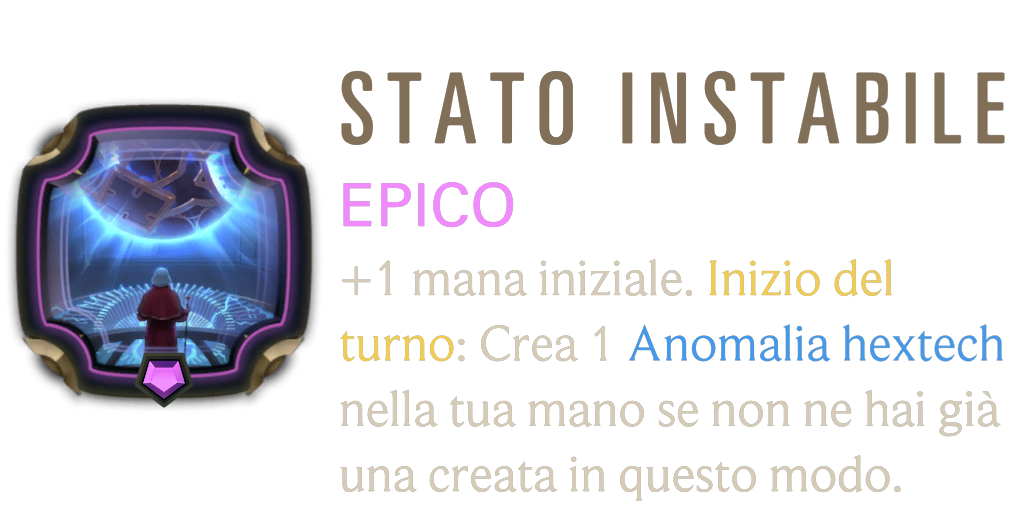 STATO INSTABILE
EPICO
+1 mana iniziale. Inizio del
turno: Crea 1 Anomalia hextech
nella tua mano se non ne hai già
una creata in questo modo.